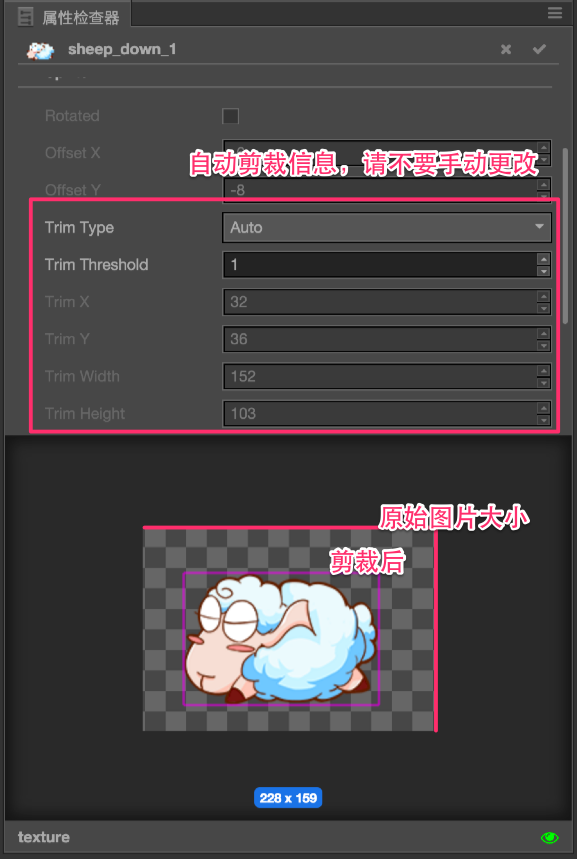 属性检查器
sheep_down_1
Rotated
Offset X
自动剪裁信息，请不要手动更改
Offset Y
-8
Trim Type
Auto
Trim Threshold
1
Trim X
32
Trim Y
36
Trim Width
152
Trim Height
103
原始图片大小
剪裁后
228 x 159
texture